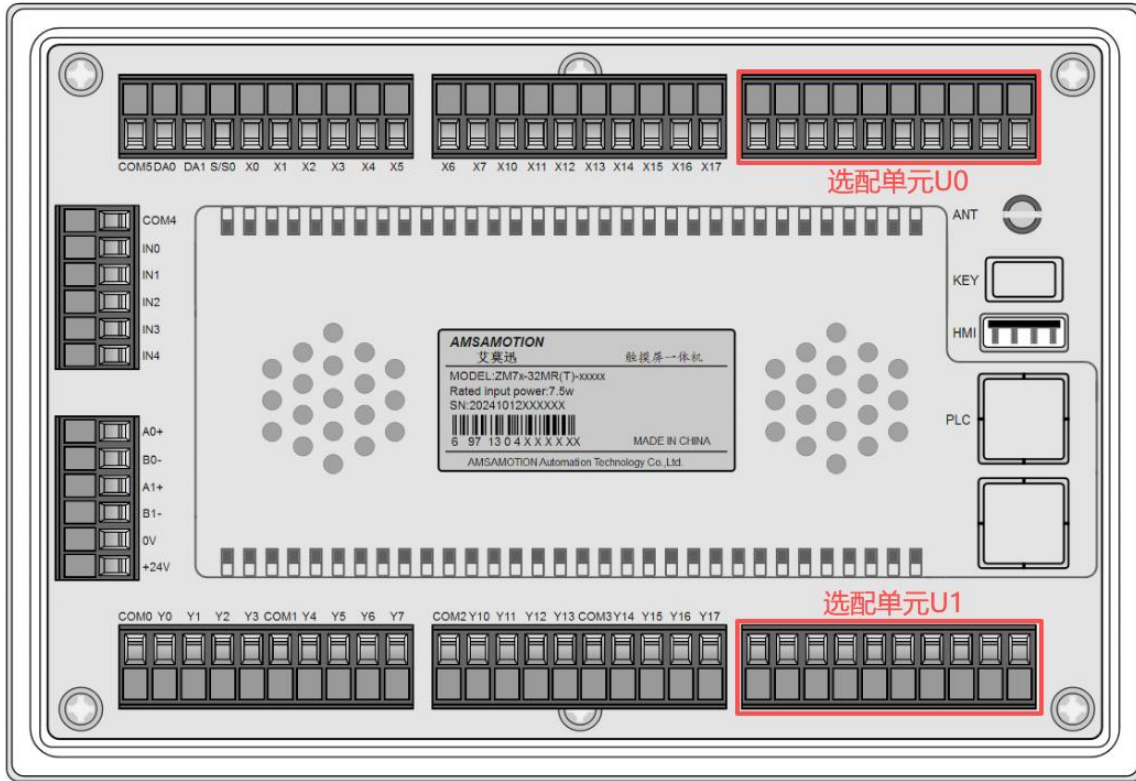 COM5 DA0 DA1 S/S0 X0 X1 X2 X3 X4 X5
X6 X7 X10 X11 X12 X13 X14 X15 X16 X17
选配单元U0
COM4
IN0
IN1
IN2
IN3
IN4
ANT
KEY
HMI
PLC
AMSAMOTION
艾莫迅 触摸屏一体机
MODEL:ZM7x-32MR(T)-xxxxx
Rated input power:7.5w
SN:20241012XXXXXX
6 97 13 0 4 X X X X XX MADE IN CHINA
AMSAMOTION Automation Technology Co.,Ltd.
A0+
B0-
A1+
B1-
0V
+24V
选配单元U1
COM0 Y0 Y1 Y2 Y3 COM1 Y4 Y5 Y6 Y7
COM2 Y10 Y11 Y12 Y13 COM3 Y14 Y15 Y16 Y17